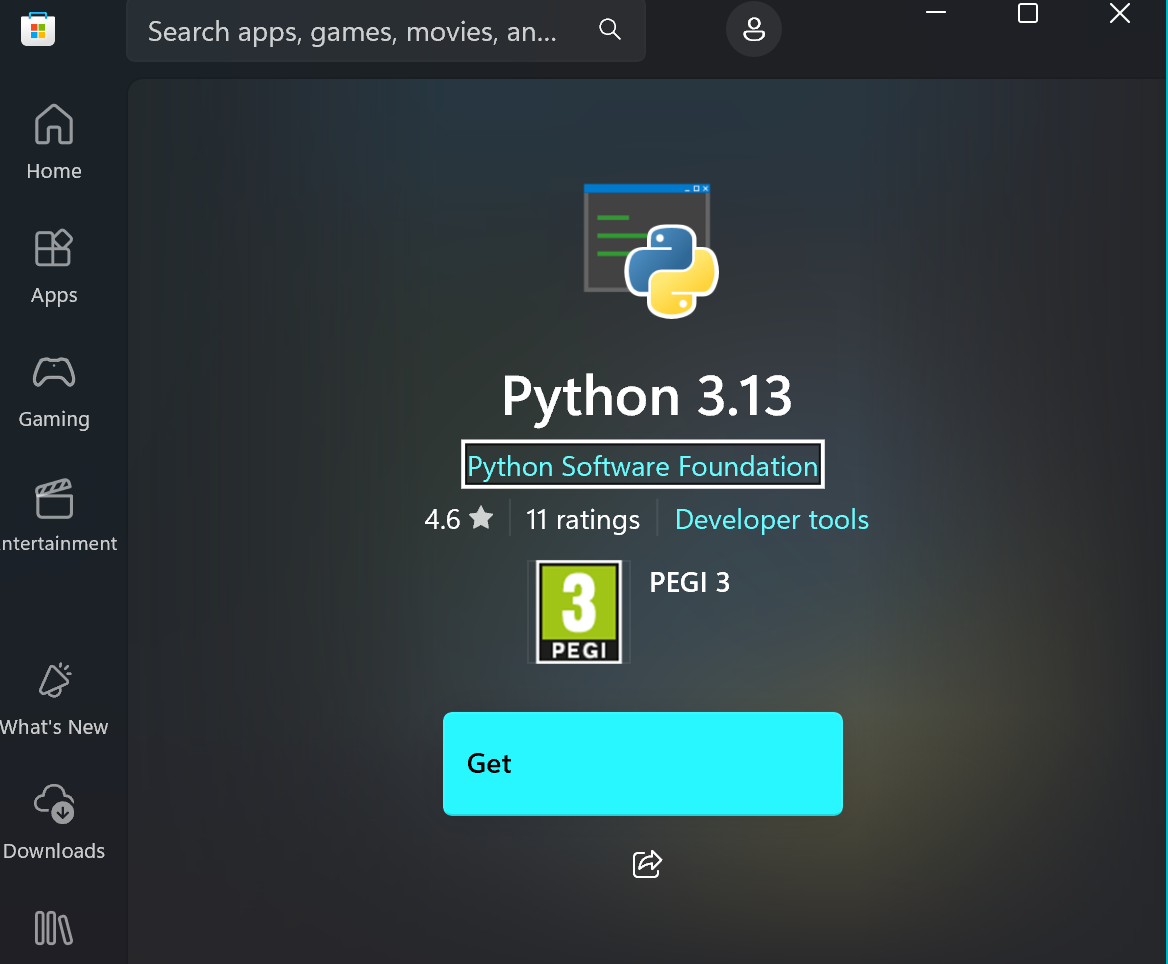 Search apps, games, movies, an...
Home
Apps
Gaming
ntertainment
What's New
Downloads
Python 3.13
Python Software Foundation
4.6 11 ratings Developer tools
3
PEGI
PEGI 3
Get